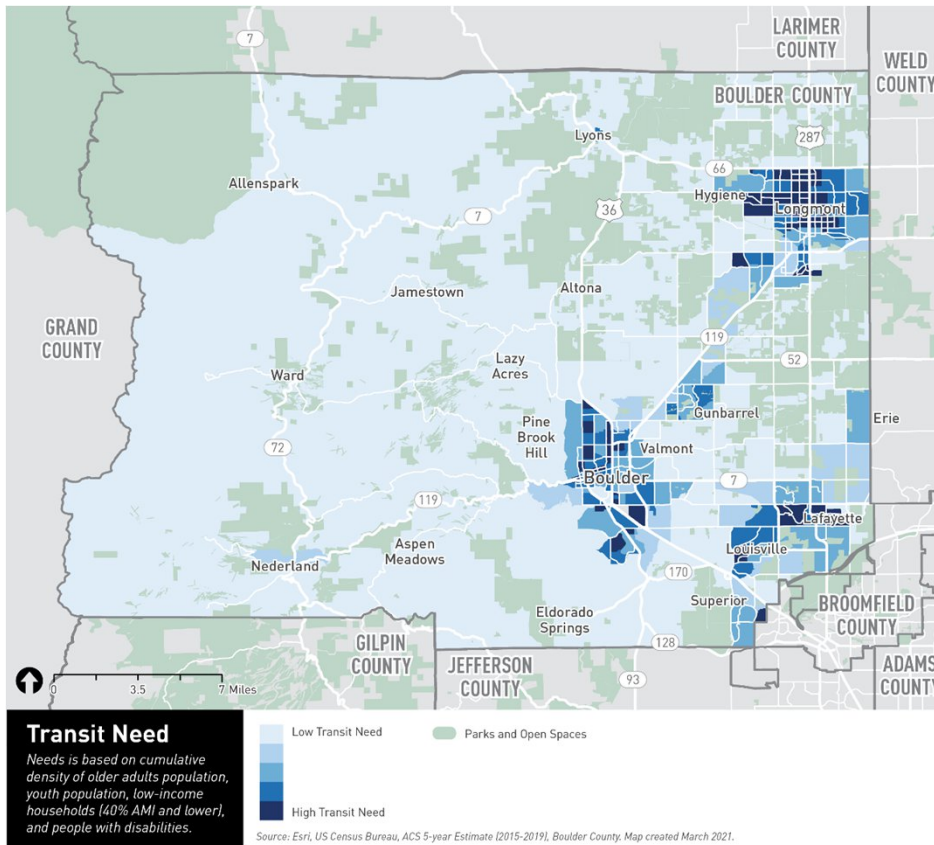 7
LARIMER
COUNTY
WELD
COUNTY
BOULDER COUNTY
287
Lyons
66
Allenspark
Hygiene
7
36
Longmont
Jamestown
Altona
GRAND
COUNTY
119
52
Lazy
Acres
Ward
Gunbarrel
Erie
Pine
Brook
Hill
72
Valmont
Boulder
7
119
Lafayette
Aspen
Meadows
Louisville
Nederland
170
Superior
BROOMFIELD
COUNTY
Eldorado
Springs
GILPIN
COUNTY
128
JEFFERSON
COUNTY
ADAMS
COUNTY
93
0 3.5 7 Miles
Transit Need
Needs is based on cumulative
density of older adults population,
youth population, low-income
households (40% AMI and lower),
and people with disabilities.
Low Transit Need
High Transit Need
Parks and Open Spaces
Source: Esri, US Census Bureau, ACS 5-year Estimate (2015-2019), Boulder County. Map created March 2021.